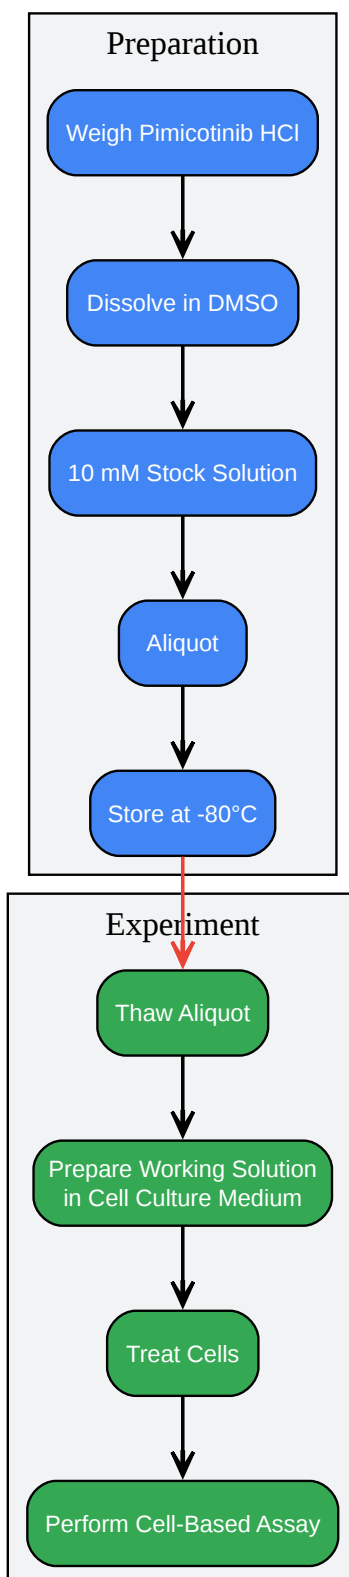 Preparation
Weigh Pimicotinib HCl
Dissolve in DMSO
10 mM Stock Solution
Aliquot
Store at -80°C
Experiment
Thaw Aliquot
Prepare Working Solution
in Cell Culture Medium
Treat Cells
Perform Cell-Based Assay